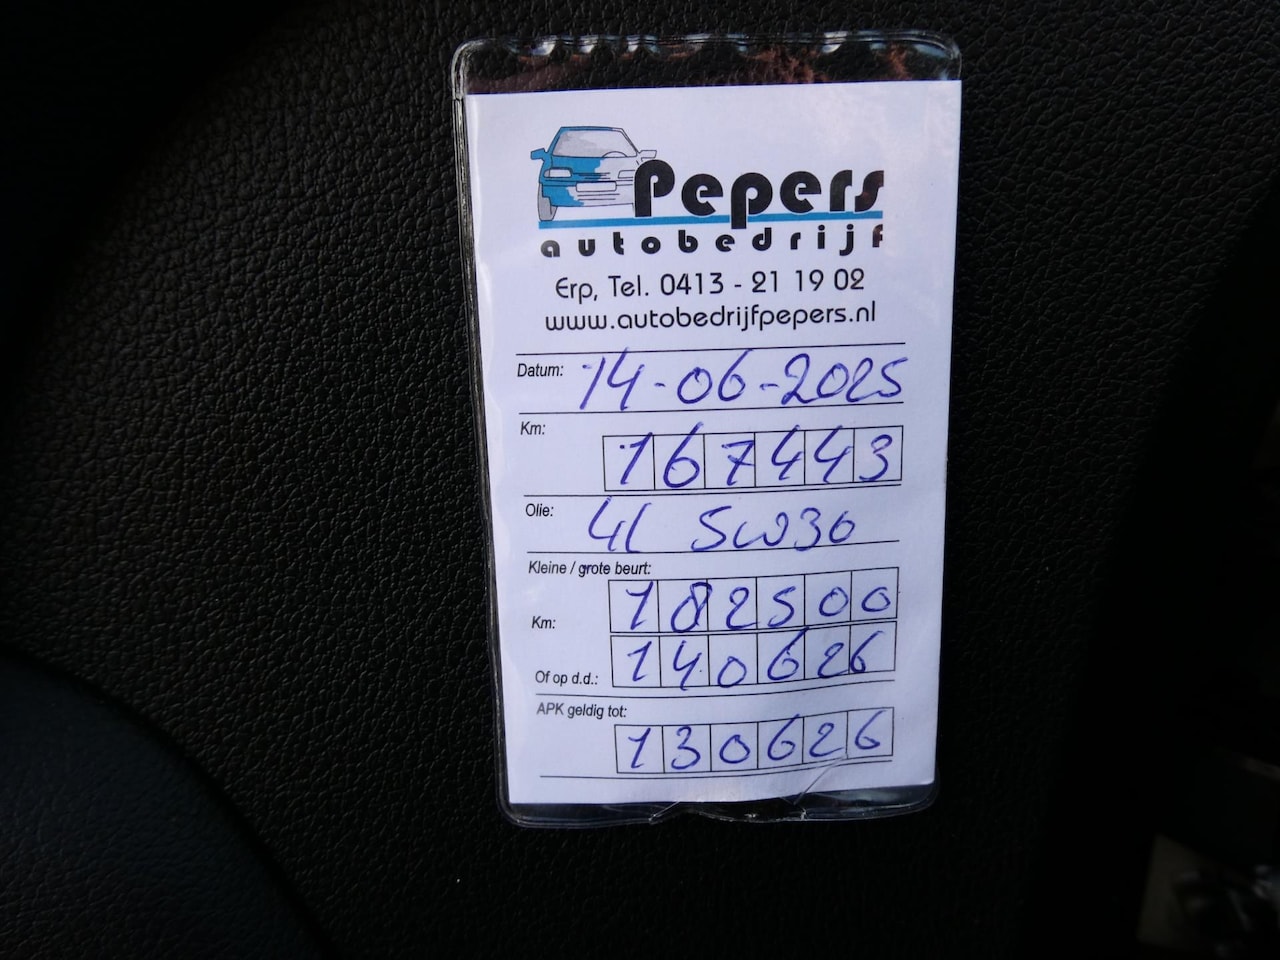 Pepers
autobedrijf
Erp, Tel. 0413 - 21 19 02
www.autobedrijfpepers.nl
Datum: 14-06-2025
Km: 167443
Olie: 4L 5W30
Kleine / grote beurt:
Km: 182500
Of op d.d.: 140626
APK geldig tot:
130626